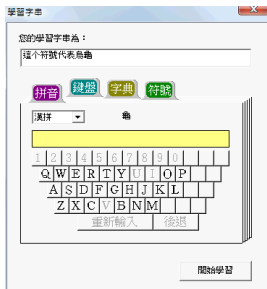 學習字串
您的學習字串為：
這个符號代表烏龜
拼音 鍵盤 字典 符號
漢拼 龜
1 2 3 4 5 6 7 8 9 0
Q W E R T Y U I O P
A S D F G H J K L
Z X C V B N M
重新輸入 後退
開始學習